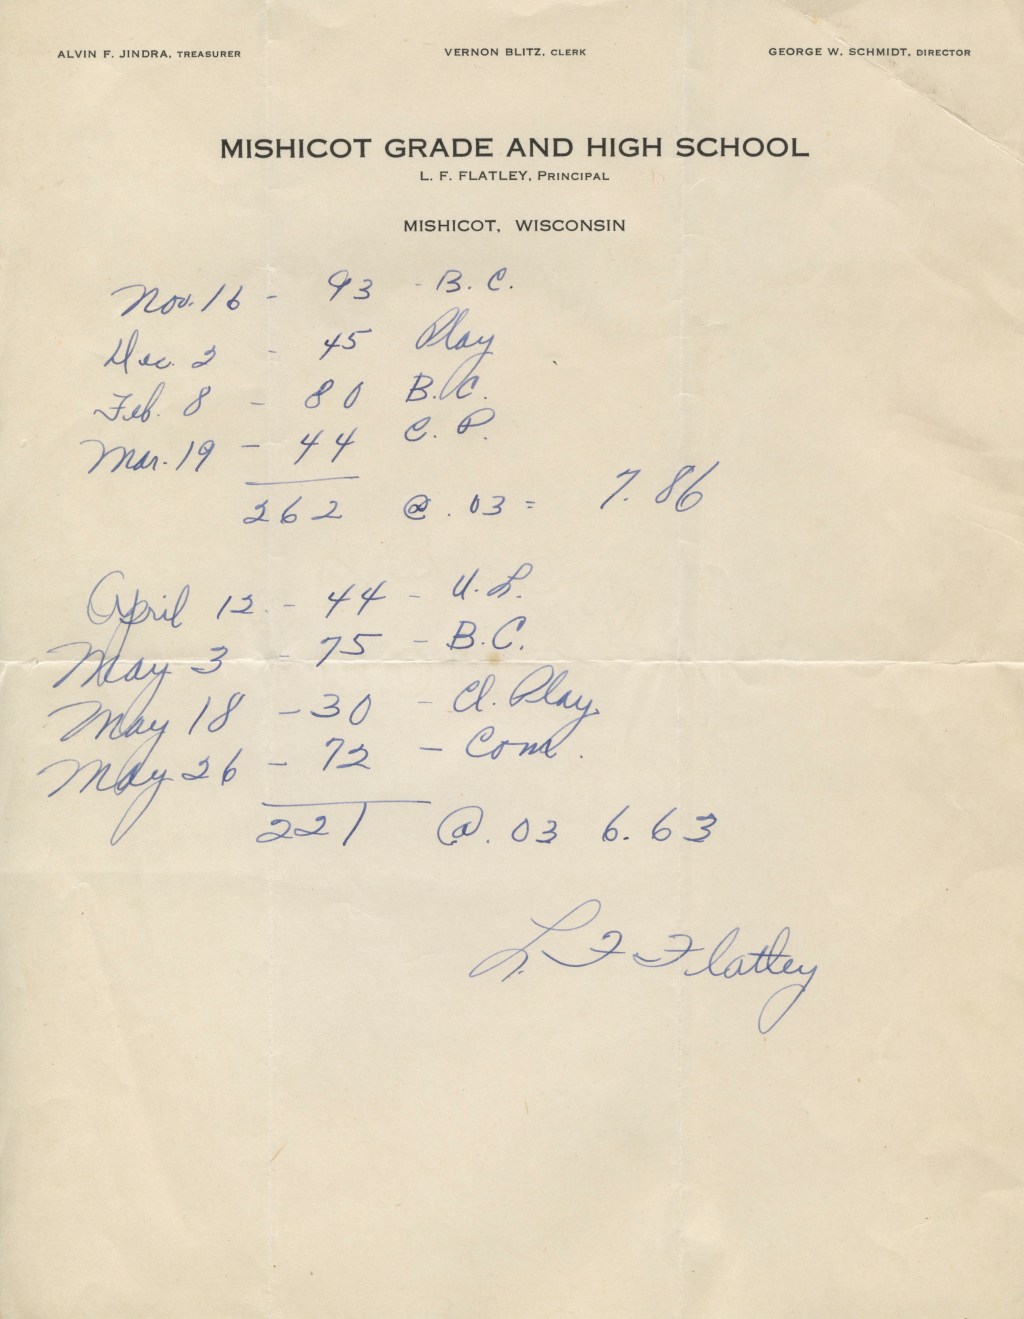 ALVIN F. JINDRA, TREASURER VERNON BLITZ, CLERK GEORGE W. SCHMIDT, DIRECTOR
MISHICOT GRADE AND HIGH SCHOOL
L. F. FLATLEY, PRINCIPAL
MISHICOT, WISCONSIN
Nov. 16 - 93 - B. C.
Dec. 2 - 45 Play
Feb. 8 - 80 B. C.
Mar. 19 - 44 C. P.
262 @ .03 = 7.86
April 12 - 44 - U. L.
May 3 - 75 - B. C.
May 18 - 30 - Cl. Play
May 26 - 72 - Com.
221 @ .03 6.63
L. F Flatley